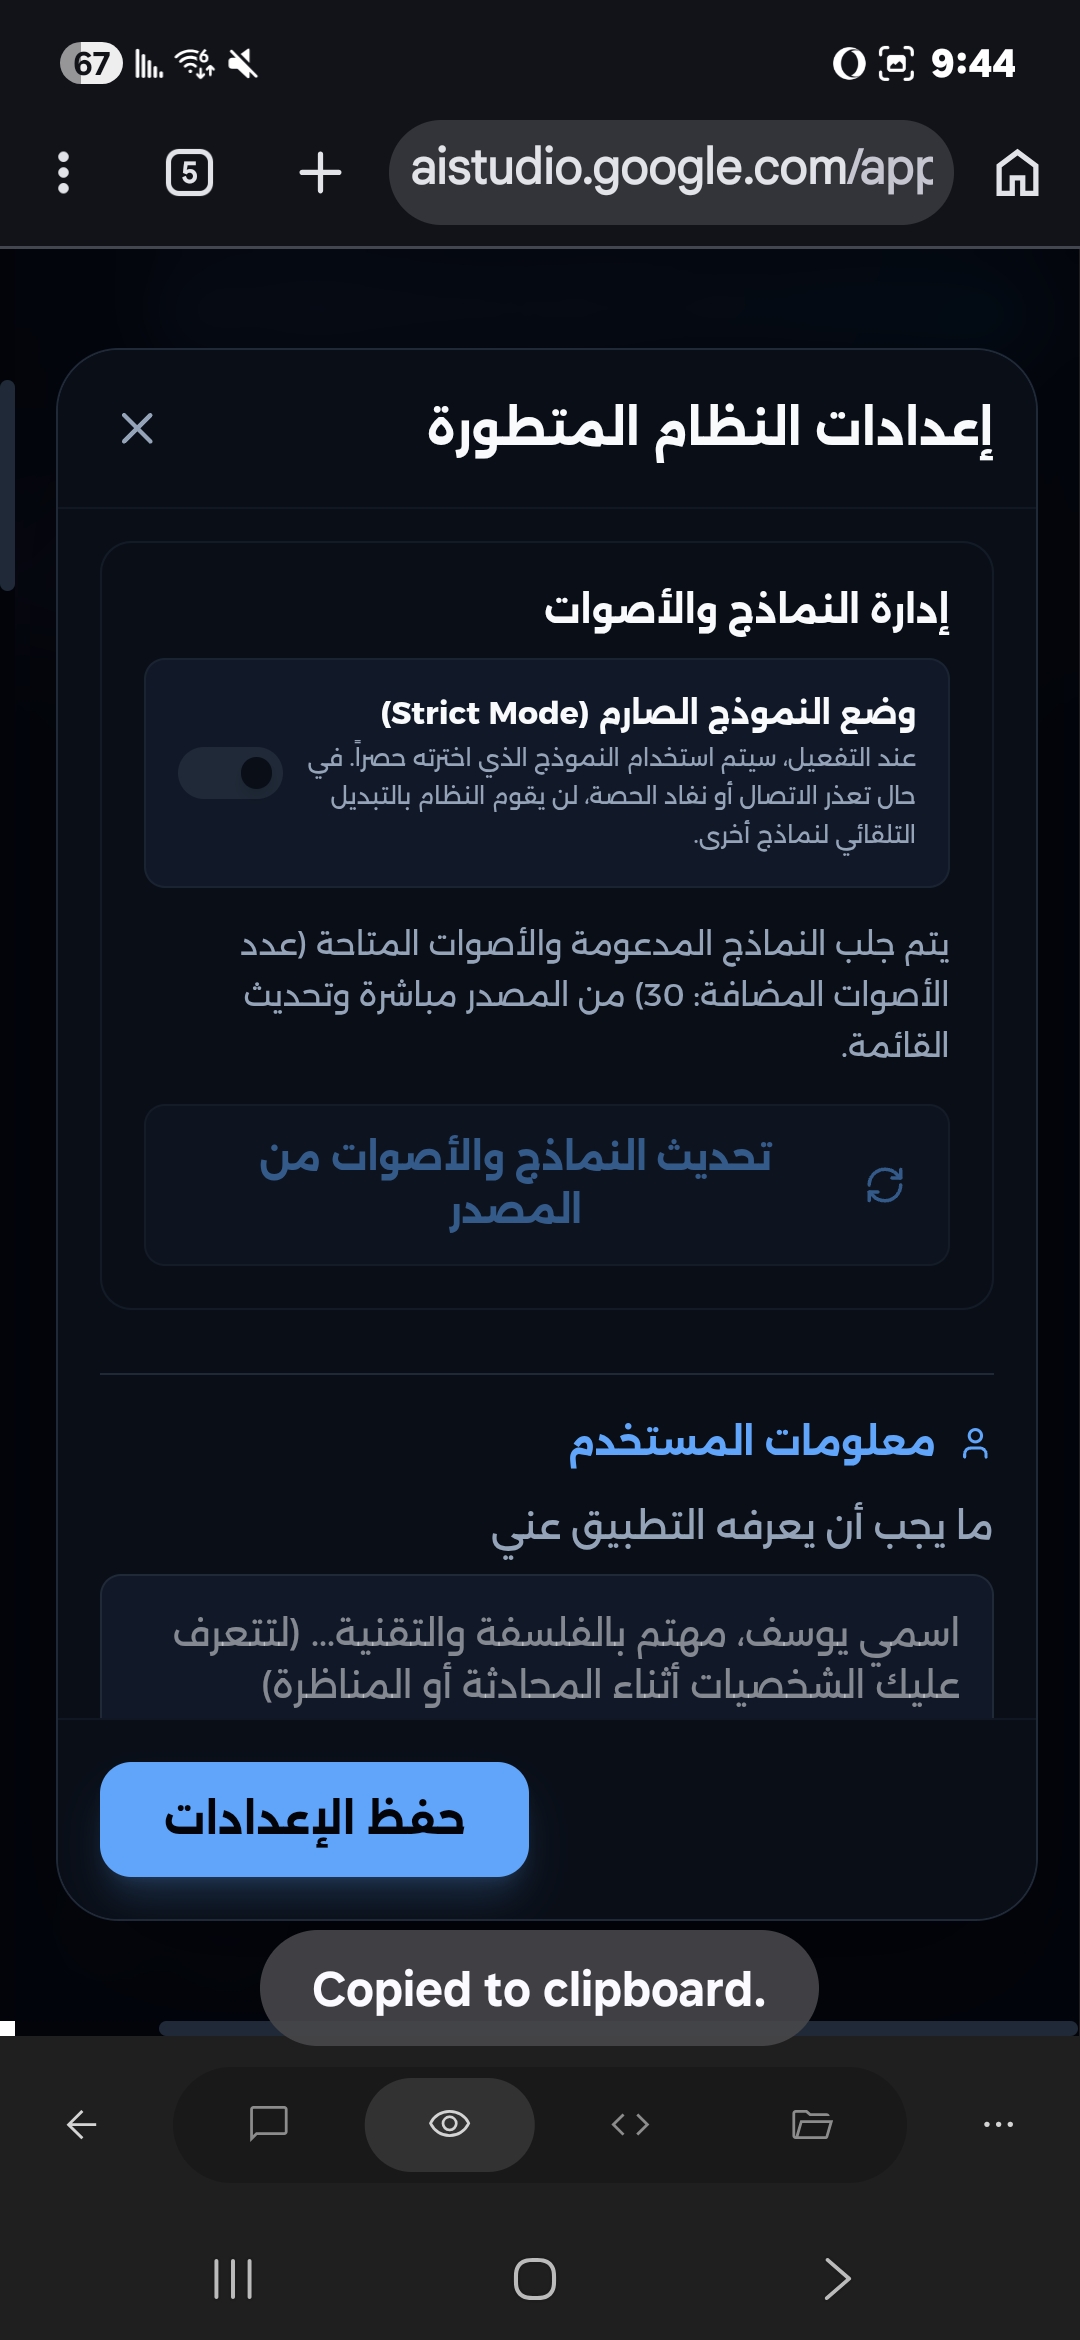 67
9:44
5
aistudio.google.com/app
إعدادات النظام المتطورة
إدارة النماذج والأصوات
وضع النموذج الصارم (Strict Mode)
عند التفعيل، سيتم استخدام النموذج الذي اخترته حصراً. في
حال تعذر الاتصال أو نفاد الحصة، لن يقوم النظام بالتبديل
التلقائي لنماذج أخرى.
يتم جلب النماذج المدعومة والأصوات المتاحة (عدد
الأصوات المضافة: 30) من المصدر مباشرة وتحديث
القائمة.
تحديث النماذج والأصوات من
المصدر
معلومات المستخدم
ما يجب أن يعرفه التطبيق عني
اسمي يوسف، مهتم بالفلسفة والتقنية... (لتتعرف
عليك الشخصيات أثناء المحادثة أو المناظرة)
حفظ الإعدادات
Copied to clipboard.